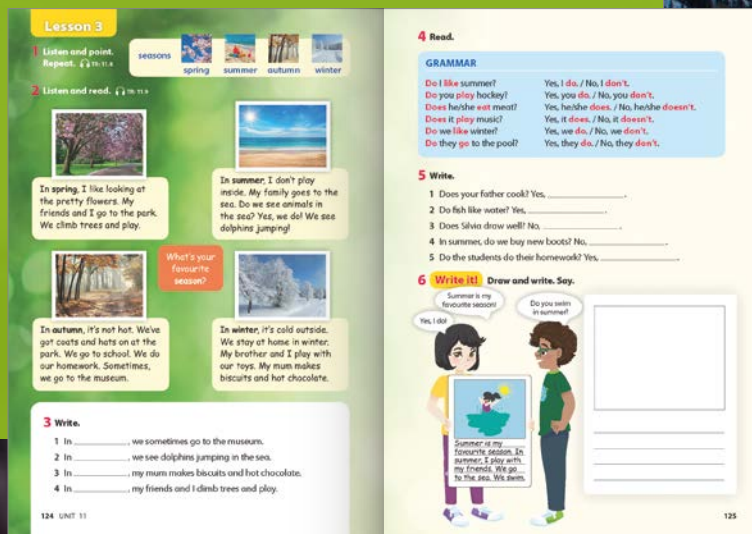 Lesson 3
1 Listen and point.
Repeat.
seasons
spring summer autumn winter
2 Listen and read.
In spring, I like looking at
the pretty flowers. My
friends and I go to the park.
We climb trees and play.
In summer, I don't play
inside. My family goes to the
sea. Do we see animals in
the sea? Yes, we do! We see
dolphins jumping!
What's your
favourite
season?
In autumn, it's not hot. We've
got coats and hats on at the
park. We go to school. We do
our homework. Sometimes,
we go to the museum.
In winter, it's cold outside.
We stay at home in winter.
My brother and I play with
our toys. My mum makes
biscuits and hot chocolate.
3 Write.
1 In __________, we sometimes go to the museum.
2 In __________, we see dolphins jumping in the sea.
3 In __________, my mum makes biscuits and hot chocolate.
4 In __________, my friends and I climb trees and play.
124 UNIT 11
4 Read.
GRAMMAR
Do I like summer? Yes, I do. / No, I don't.
Do you play hockey? Yes, you do. / No, you don't.
Does he/she eat meat? Yes, he/she does. / No, he/she doesn't.
Does it play music? Yes, it does. / No, it doesn't.
Do we like winter? Yes, we do. / No, we don't.
Do they go to the pool? Yes, they do. / No, they don't.
5 Write.
1 Does your father cook? Yes, __________.
2 Do fish like water? Yes, __________.
3 Does Silvia draw well? No, __________.
4 In summer, do we buy new boots? No, __________.
5 Do the students do their homework? Yes, __________.
6 Write it! Draw and write. Say.
Summer is my
favourite season!
Do you swim
in summer?
Yes, I do!
Summer is my
favourite season. In
summer, I play with
my friends. We go
to the sea. We swim.
125